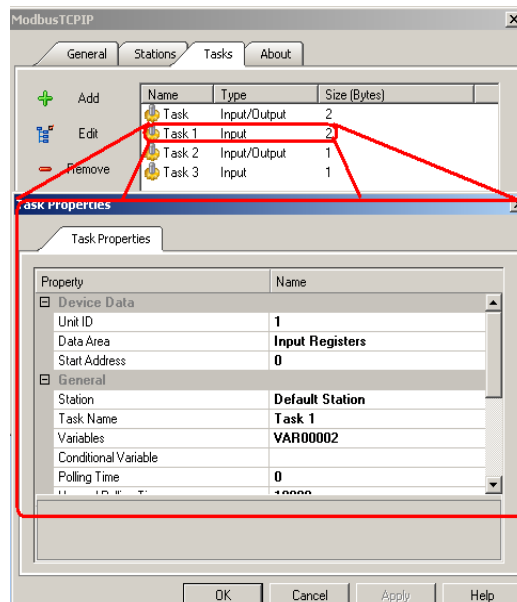 ModbusTCPIP
General Stations Tasks About
Add
Edit
Remove
Name Type Size (Bytes)
Task Input/Output 2
Task 1 Input 2
Task 2 Input/Output 1
Task 3 Input 1
Task Properties
Task Properties
Property Name
Device Data
Unit ID 1
Data Area Input Registers
Start Address 0
General
Station Default Station
Task Name Task 1
Variables VAR00002
Conditional Variable
Polling Time 0
OK Cancel Apply Help